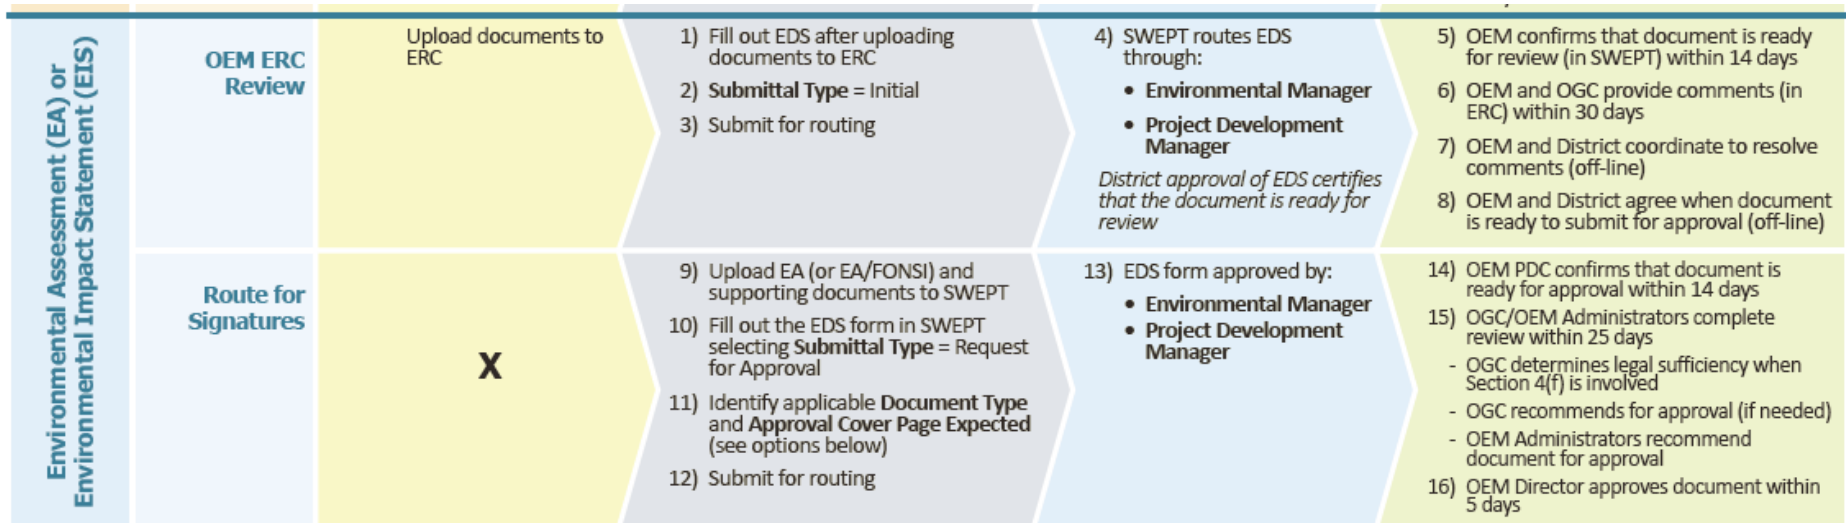 Environmental Assessment (EA) or
Environmental Impact Statement (EIS)
OEM ERC
Review
Upload documents to
ERC
1) Fill out EDS after uploading
documents to ERC
2) Submittal Type = Initial
3) Submit for routing
4) SWEPT routes EDS
through:
• Environmental Manager
• Project Development
Manager
District approval of EDS certifies
that the document is ready for
review
5) OEM confirms that document is ready
for review (in SWEPT) within 14 days
6) OEM and OGC provide comments (in
ERC) within 30 days
7) OEM and District coordinate to resolve
comments (off-line)
8) OEM and District agree when document
is ready to submit for approval (off-line)
Route for
Signatures
X
9) Upload EA (or EA/FONSI) and
supporting documents to SWEPT
10) Fill out the EDS form in SWEPT
selecting Submittal Type = Request
for Approval
11) Identify applicable Document Type
and Approval Cover Page Expected
(see options below)
12) Submit for routing
13) EDS form approved by:
• Environmental Manager
• Project Development
Manager
14) OEM PDC confirms that document is
ready for approval within 14 days
15) OGC/OEM Administrators complete
review within 25 days
- OGC determines legal sufficiency when
Section 4(f) is involved
- OGC recommends for approval (if needed)
- OEM Administrators recommend
document for approval
16) OEM Director approves document within
5 days